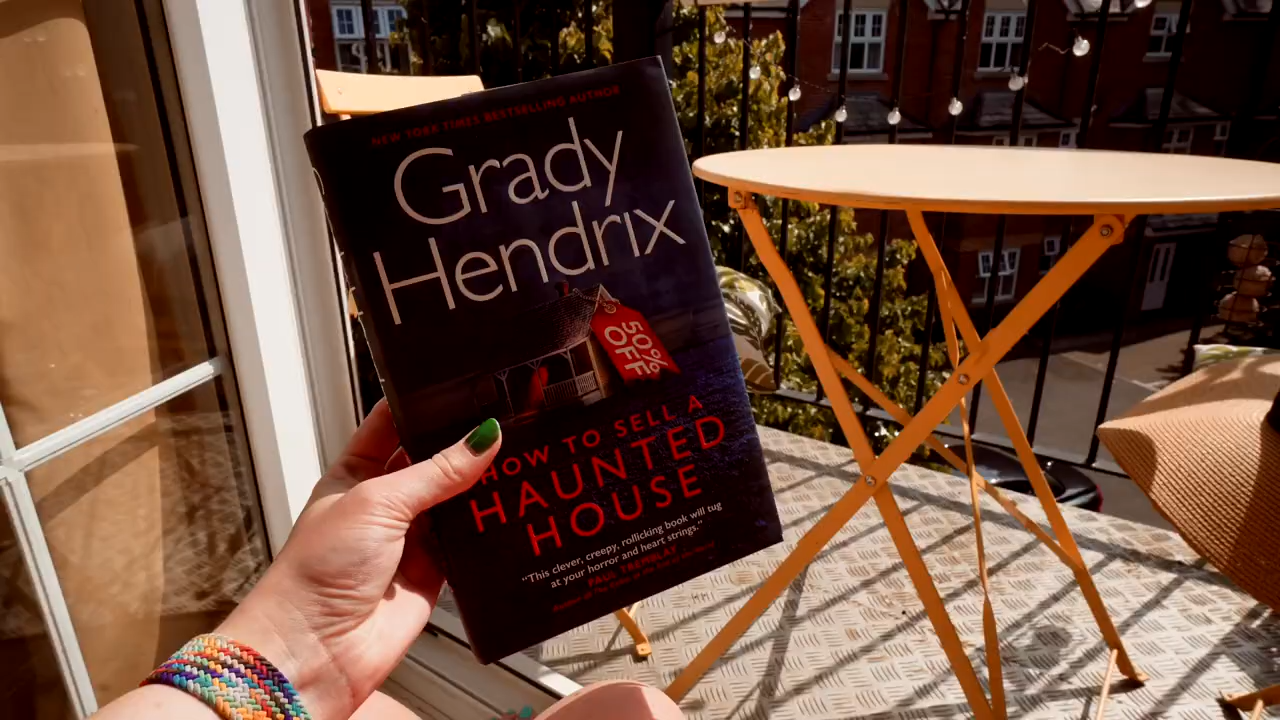 NEW YORK TIMES BESTSELLING AUTHOR
Grady
Hendrix
50%
OFF
HOW TO SELL A
HAUNTED
HOUSE
"This clever, creepy, rollicking book will tug
at your horror and heart strings."
PAUL TREMBLAY